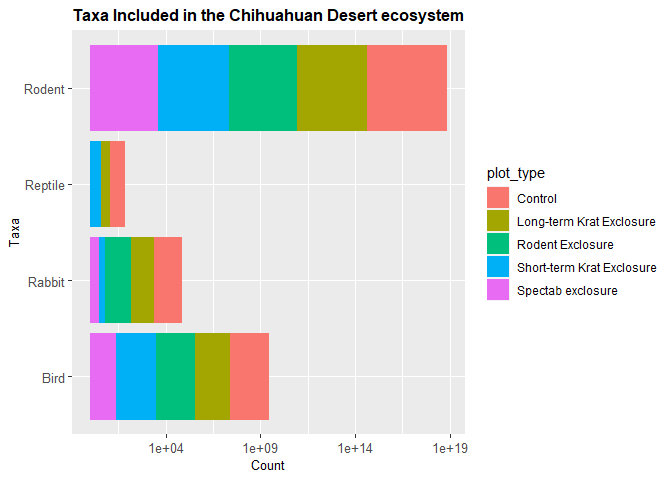 Taxa Included in the Chihuahuan Desert ecosystem
Taxa
Rodent
Reptile
Rabbit
Bird
1e+04
1e+09
1e+14
1e+19
Count
plot_type
Control
Long-term Krat Exclosure
Rodent Exclosure
Short-term Krat Exclosure
Spectab exclosure